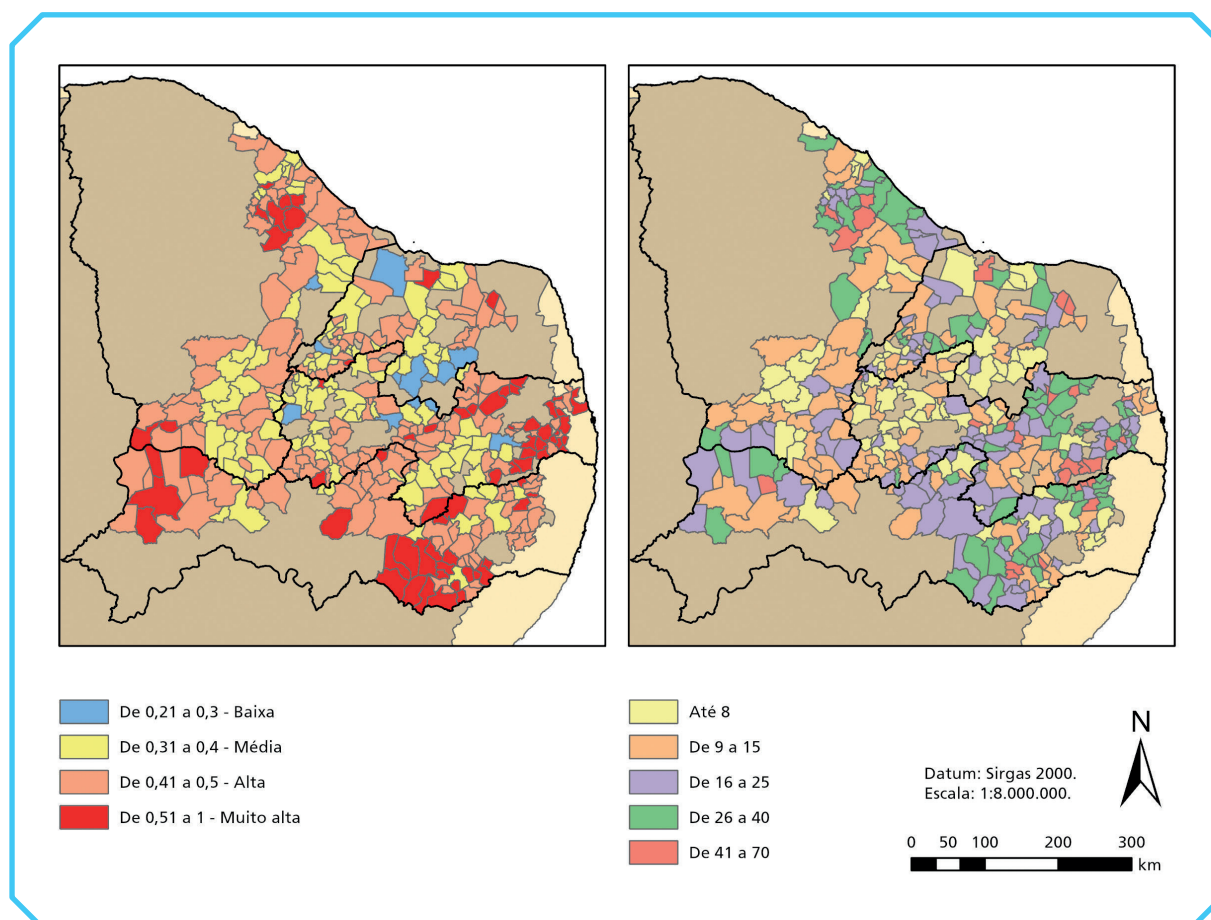 De 0,21 a 0,3 - Baixa
De 0,31 a 0,4 - Média
De 0,41 a 0,5 - Alta
De 0,51 a 1 - Muito alta
Até 8
De 9 a 15
De 16 a 25
De 26 a 40
De 41 a 70
Datum: Sirgas 2000.
Escala: 1:8.000.000.
N
0 50 100 200 300
km